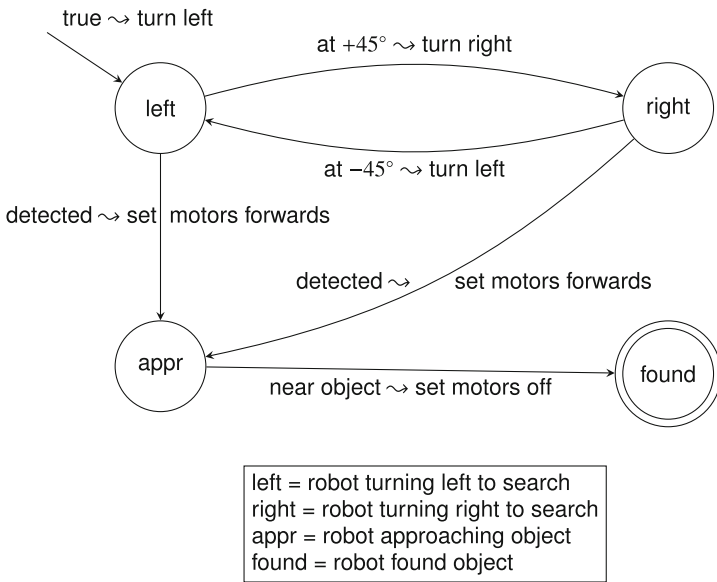 true ⤳ turn left
at +45° ⤳ turn right
left
right
at −45° ⤳ turn left
detected ⤳ set motors forwards
detected ⤳ set motors forwards
appr
found
near object ⤳ set motors off
left = robot turning left to search
right = robot turning right to search
appr = robot approaching object
found = robot found object